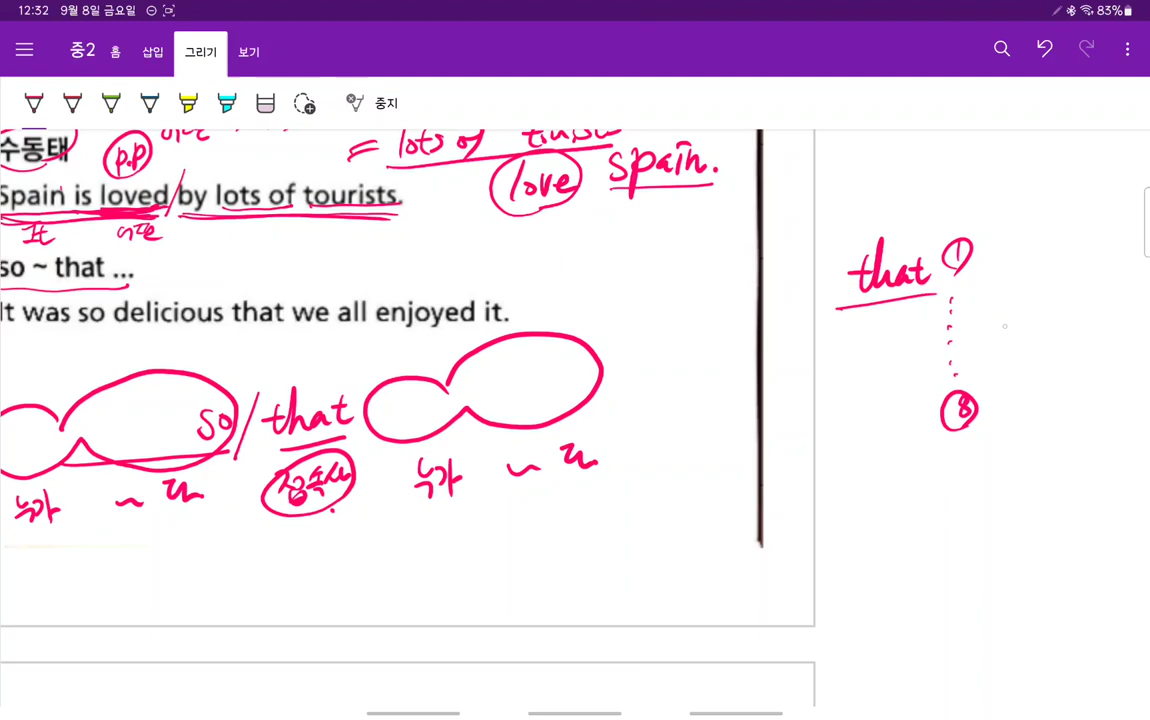 12:32 9월 8일 금요일 83%
중2 홈 삽입 그리기 보기
중지
수동태 p.p = lots of
love spain.
Spain is loved / by lots of tourists.
so ~ that ...
It was so delicious that we all enjoyed it.
that 1
8
so / that
누가 ~ 다 접속사 누가 ~ 다